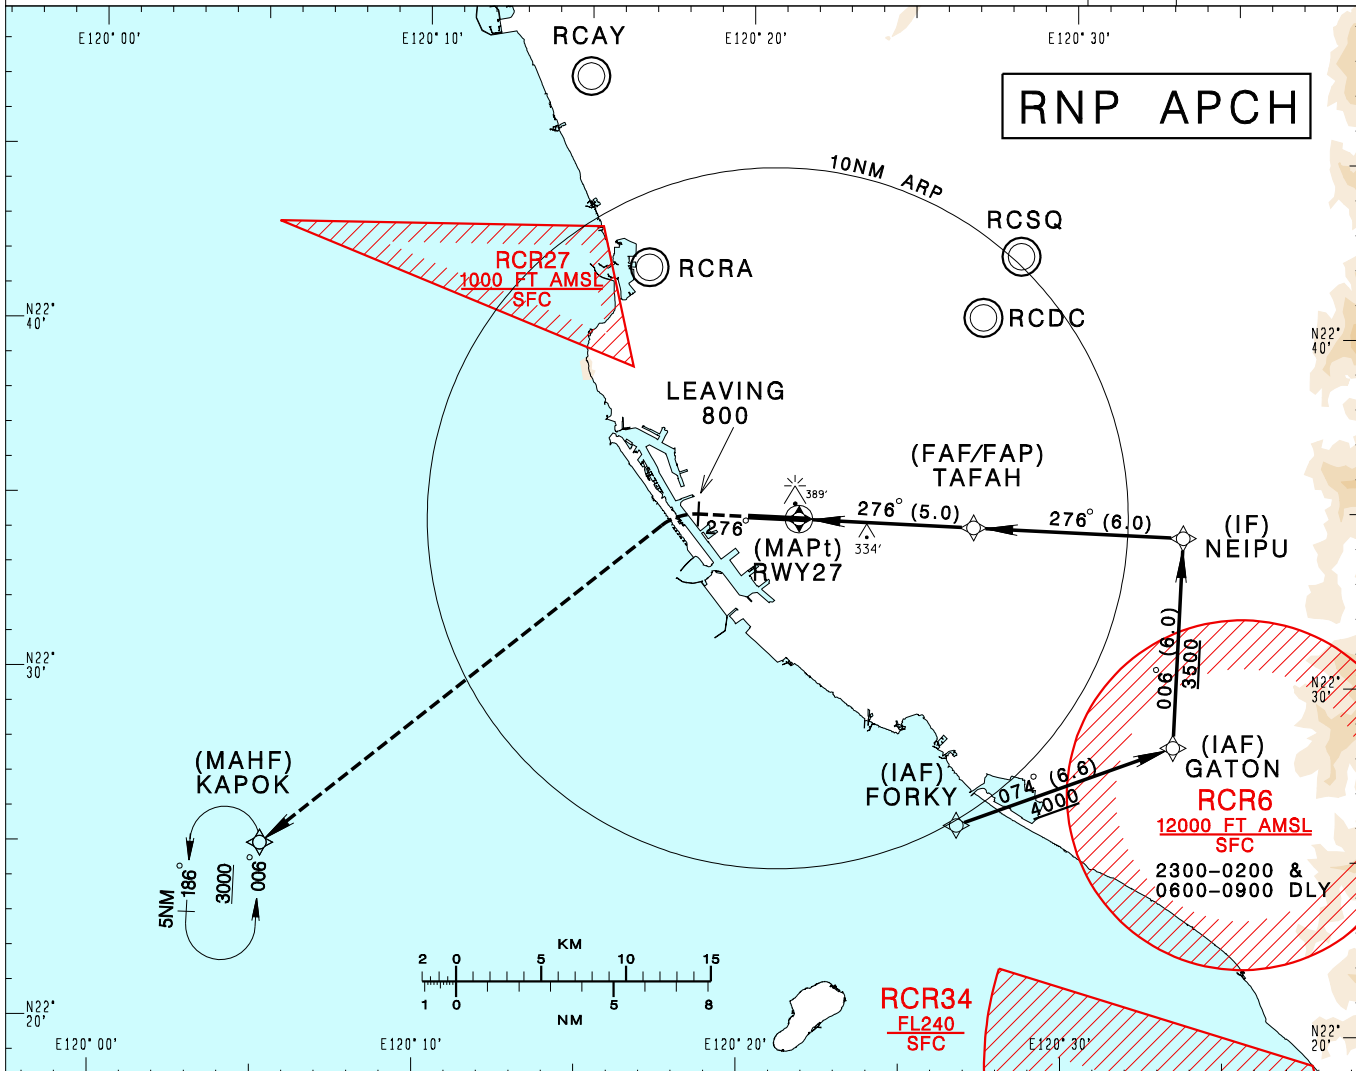 E120° 00'
E120° 10'
E120° 20'
E120° 30'
RCAY
RNP APCH
10NM ARP
RCSQ
RCRA
RCR27
1000 FT AMSL
SFC
RCDC
N22°
40'
N22°
40'
LEAVING
800
(FAF/FAP)
TAFAH
389'
276°
276° (5.0)
276° (6.0)
334'
(MAPt)
RWY27
(IF)
NEIPU
006° (6.0)
3500
N22°
30'
N22°
30'
(MAHF)
KAPOK
(IAF)
FORKY
074° (6.6)
4000
(IAF)
GATON
RCR6
12000 FT AMSL
SFC
2300-0200 &
0600-0900 DLY
5NM
186°
3000
006°
KM
2 0 5 10 15
1 0 5 8
NM
RCR34
FL240
SFC
N22°
20'
N22°
20'
E120° 00'
E120° 10'
E120° 20'
E120° 30'